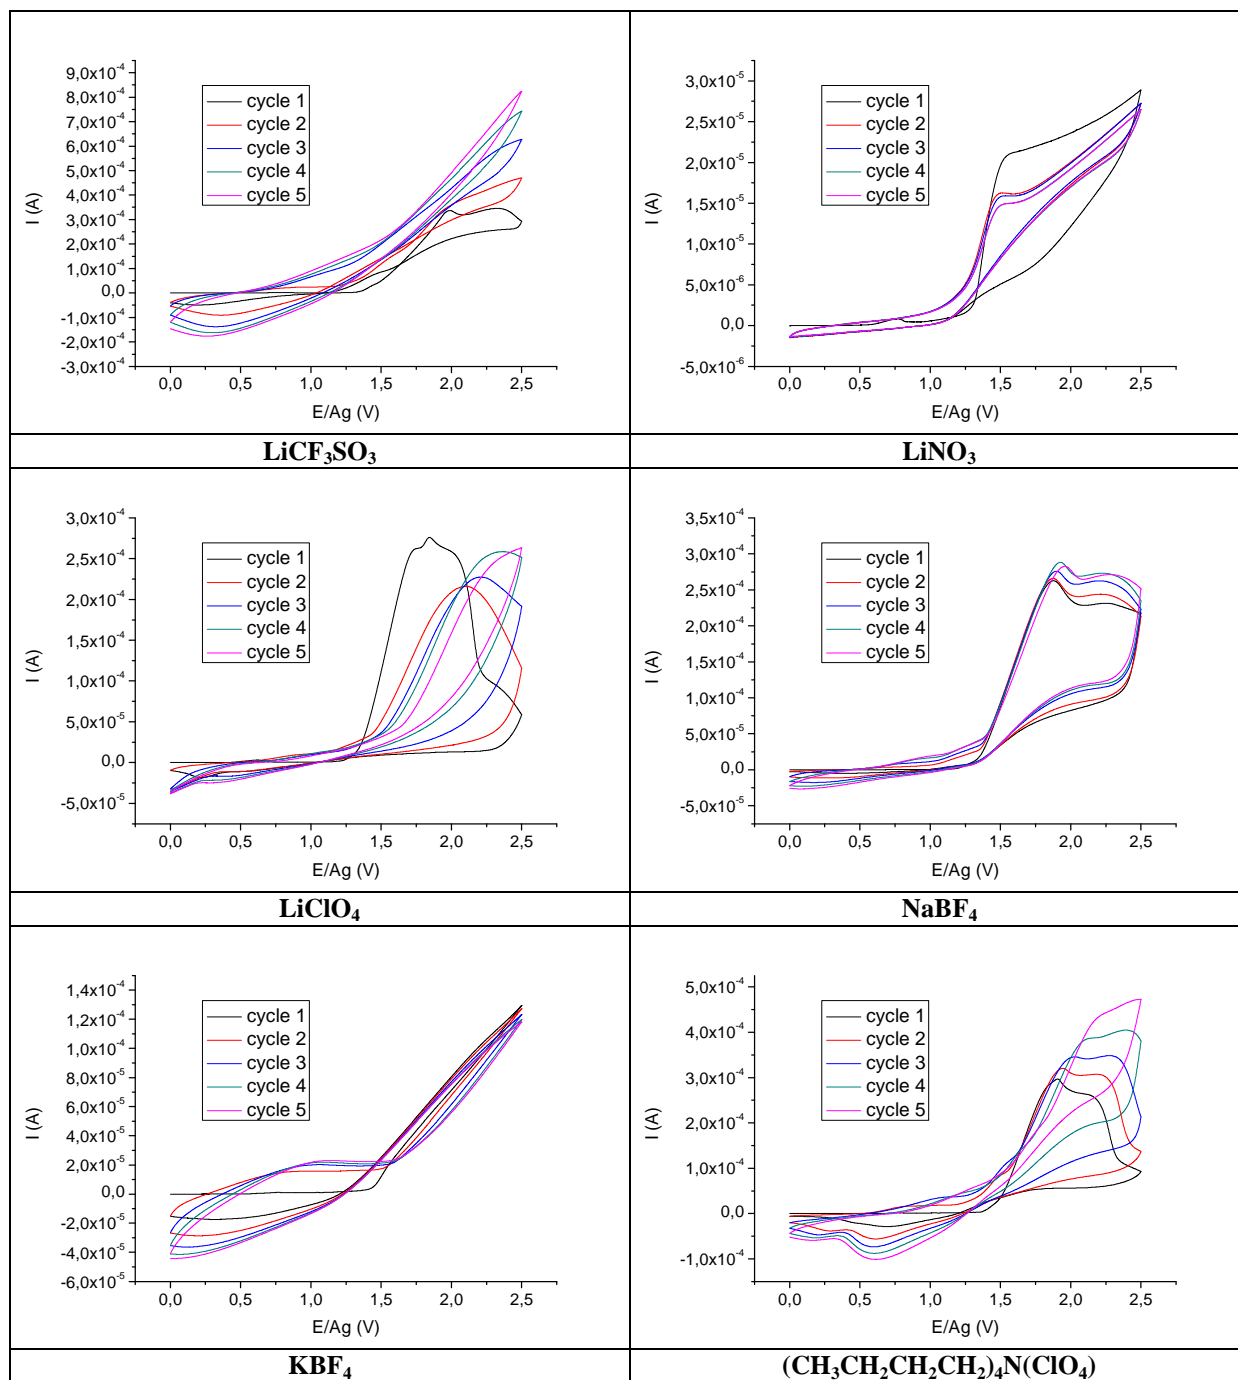 9,0x10⁻⁴
8,0x10⁻⁴
7,0x10⁻⁴
6,0x10⁻⁴
5,0x10⁻⁴
4,0x10⁻⁴
3,0x10⁻⁴
2,0x10⁻⁴
1,0x10⁻⁴
0,0
-1,0x10⁻⁴
-2,0x10⁻⁴
-3,0x10⁻⁴
I (A)
cycle 1
cycle 2
cycle 3
cycle 4
cycle 5
0,0 0,5 1,0 1,5 2,0 2,5
E/Ag (V)
LiCF₃SO₃
3,0x10⁻⁵
2,5x10⁻⁵
2,0x10⁻⁵
1,5x10⁻⁵
1,0x10⁻⁵
5,0x10⁻⁶
0,0
-5,0x10⁻⁶
I (A)
cycle 1
cycle 2
cycle 3
cycle 4
cycle 5
0,0 0,5 1,0 1,5 2,0 2,5
E/Ag (V)
LiNO₃
3,0x10⁻⁴
2,5x10⁻⁴
2,0x10⁻⁴
1,5x10⁻⁴
1,0x10⁻⁴
5,0x10⁻⁵
0,0
-5,0x10⁻⁵
I (A)
cycle 1
cycle 2
cycle 3
cycle 4
cycle 5
0,0 0,5 1,0 1,5 2,0 2,5
E/Ag (V)
LiClO₄
3,5x10⁻⁴
3,0x10⁻⁴
2,5x10⁻⁴
2,0x10⁻⁴
1,5x10⁻⁴
1,0x10⁻⁴
5,0x10⁻⁵
0,0
-5,0x10⁻⁵
I (A)
cycle 1
cycle 2
cycle 3
cycle 4
cycle 5
0,0 0,5 1,0 1,5 2,0 2,5
E/Ag (V)
NaBF₄
1,4x10⁻⁴
1,2x10⁻⁴
1,0x10⁻⁴
8,0x10⁻⁵
6,0x10⁻⁵
4,0x10⁻⁵
2,0x10⁻⁵
0,0
-2,0x10⁻⁵
-4,0x10⁻⁵
-6,0x10⁻⁵
I (A)
cycle 1
cycle 2
cycle 3
cycle 4
cycle 5
0,0 0,5 1,0 1,5 2,0 2,5
E/Ag (V)
KBF₄
5,0x10⁻⁴
4,0x10⁻⁴
3,0x10⁻⁴
2,0x10⁻⁴
1,0x10⁻⁴
0,0
-1,0x10⁻⁴
I (A)
cycle 1
cycle 2
cycle 3
cycle 4
cycle 5
0,0 0,5 1,0 1,5 2,0 2,5
E/Ag (V)
(CH₃CH₂CH₂CH₂)₄N(ClO₄)